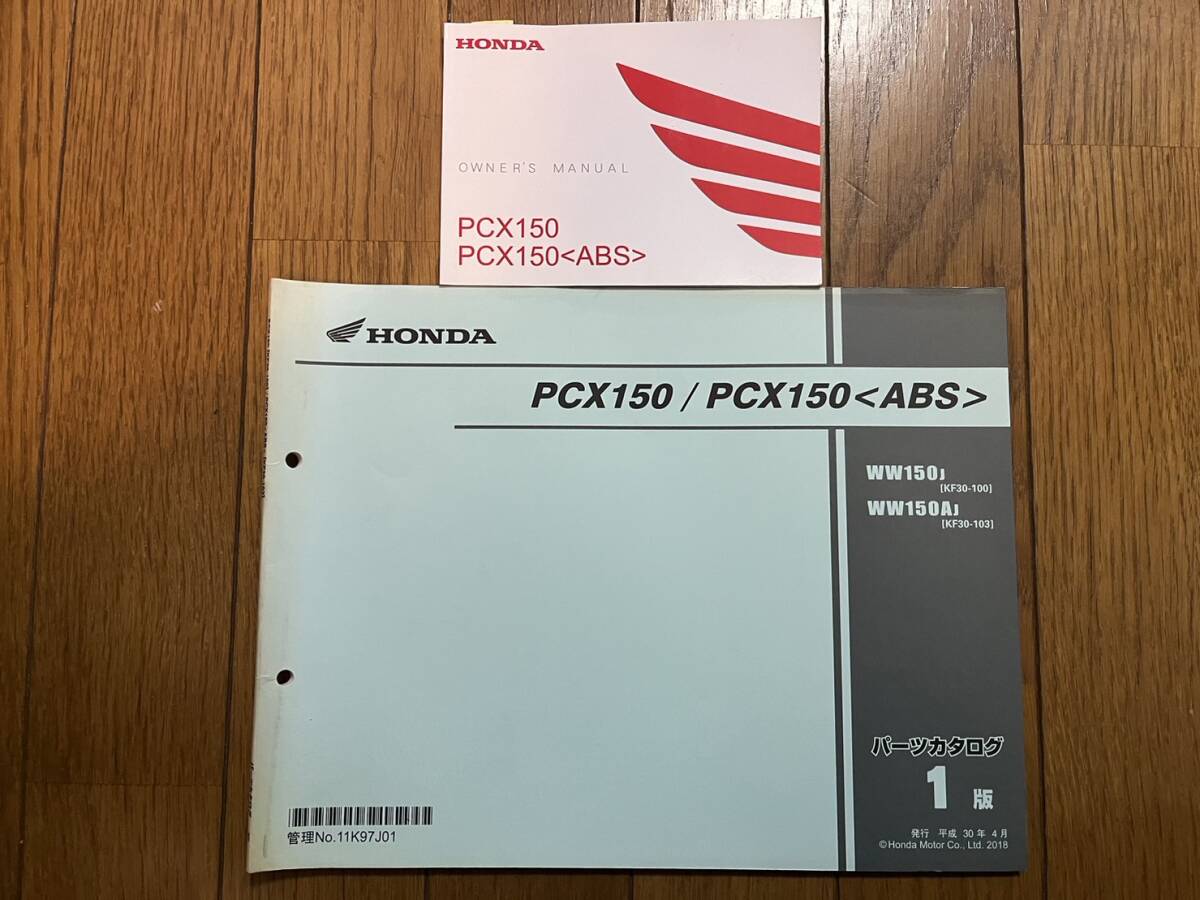 HONDA
OWNER'S MANUAL
PCX150
PCX150<ABS>
HONDA
PCX150 / PCX150<ABS>
WW150J
[KF30-100]
WW150AJ
[KF30-103]
パーツカタログ
1 版
発行 平成 30 年 4 月
©Honda Motor Co., Ltd. 2018
管理No.11K97J01